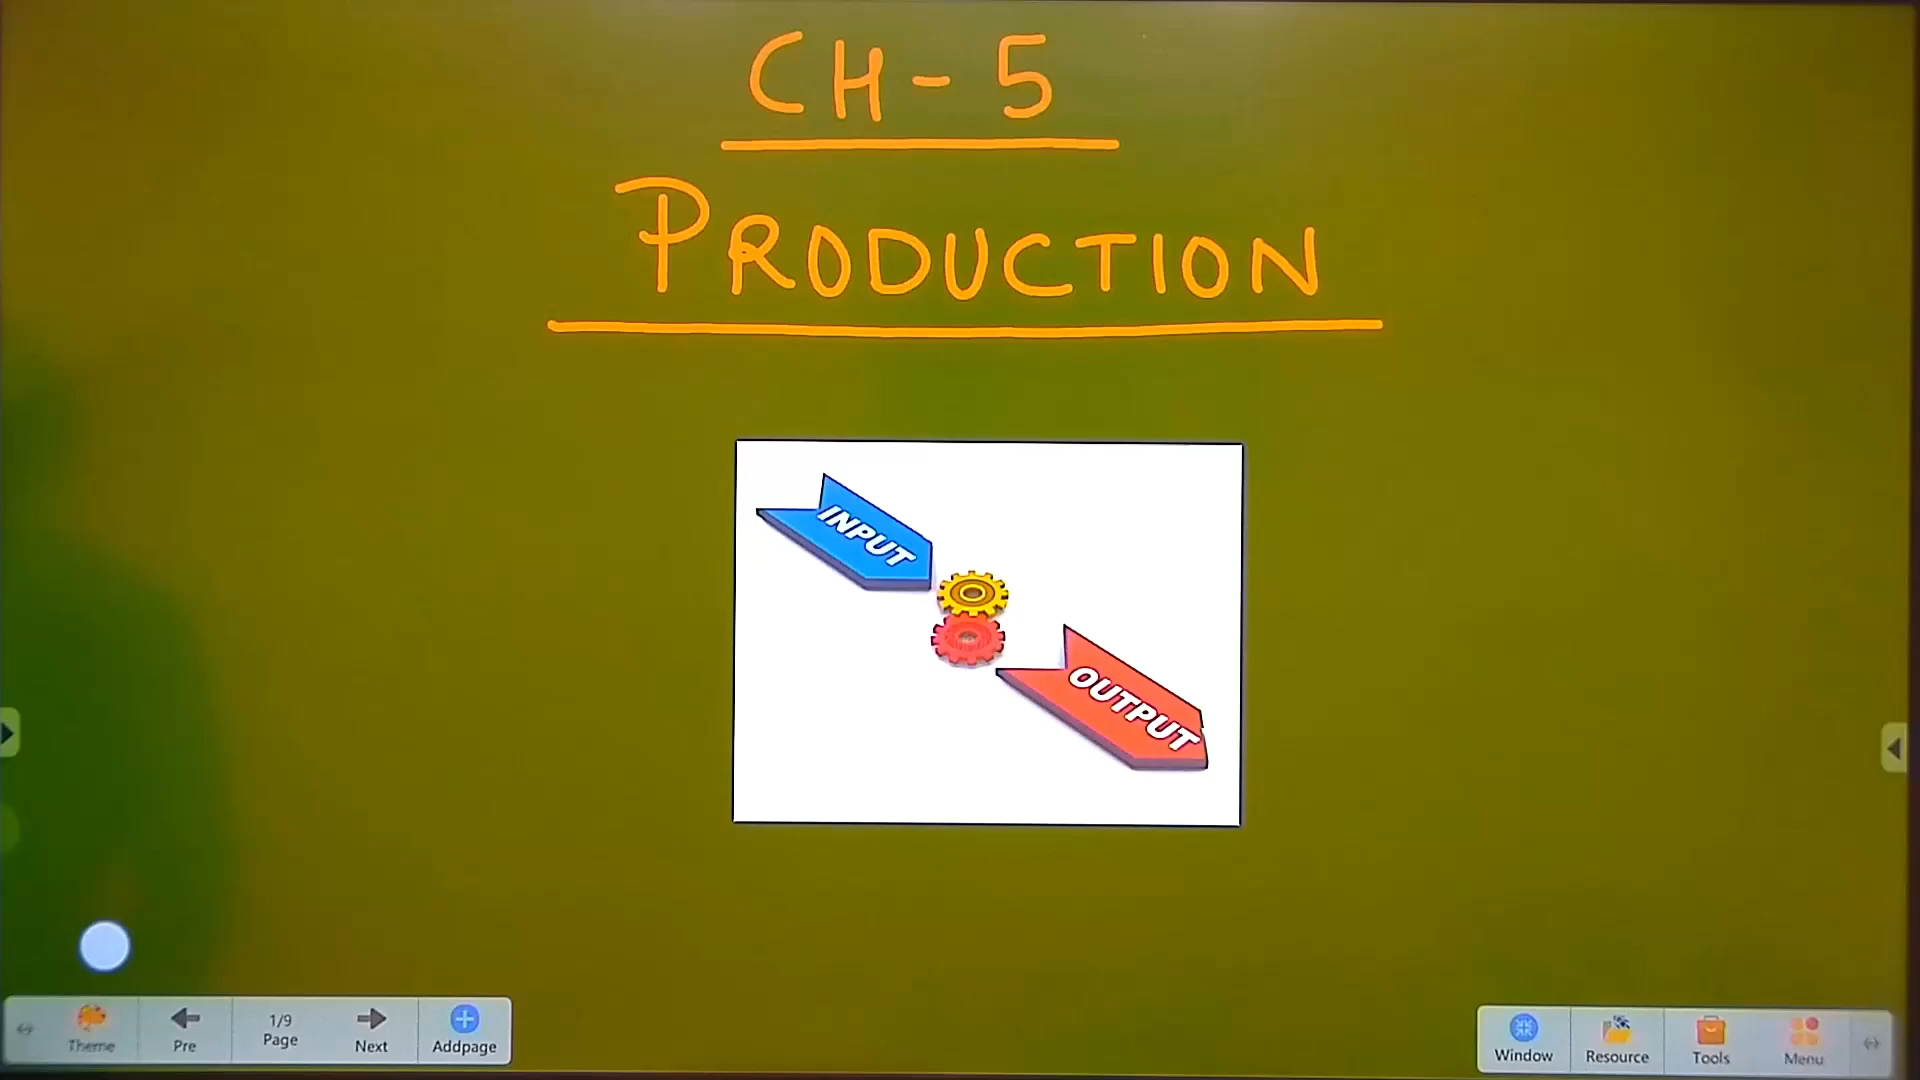 CH-5
PRODUCTION
INPUT
OUTPUT
Theme
Pre
1/9
Page
Next
Addpage
Window
Resource
Tools
Menu